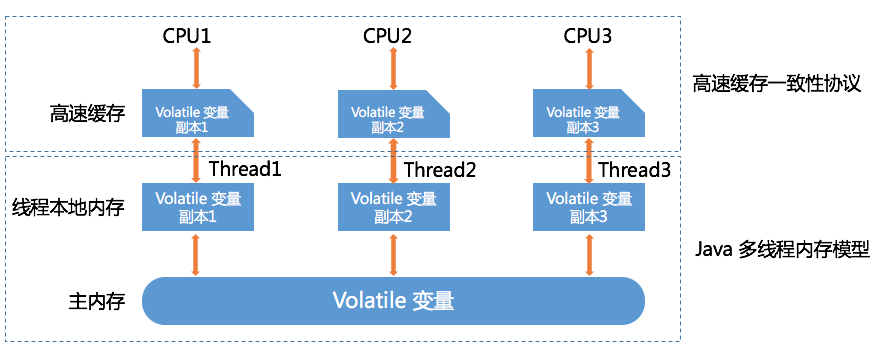 CPU1
CPU2
CPU3
高速缓存
Volatile 变量
副本1
Volatile 变量
副本2
Volatile 变量
副本3
高速缓存一致性协议
Thread1
Thread2
Thread3
线程本地内存
Volatile 变量
副本1
Volatile 变量
副本2
Volatile 变量
副本3
Java 多线程内存模型
主内存
Volatile 变量